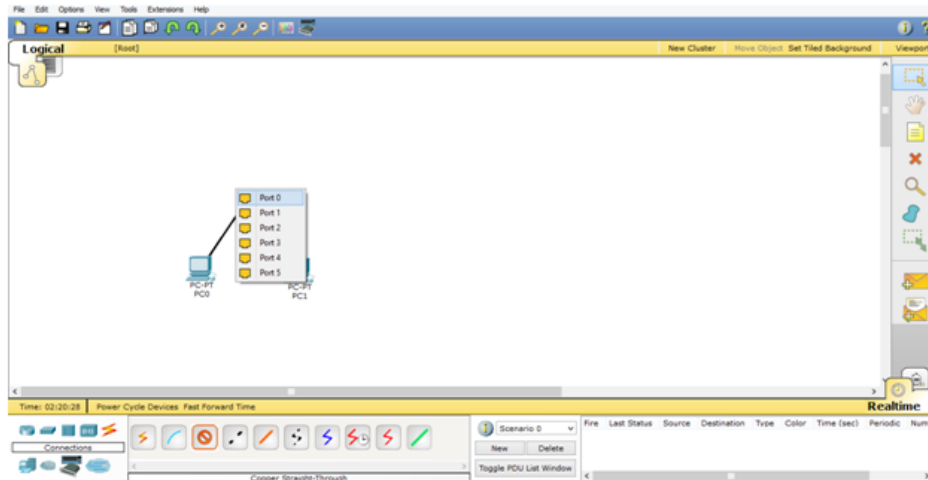 File Edit Options View Tools Extensions Help
Logical [Root] New Cluster Move Object Set Tiled Background Viewport
Port 0
Port 1
Port 2
Port 3
Port 4
Port 5
PC-PT PC-PT
PC0 PC1
Time: 02:20:28 Power Cycle Devices Fast Forward Time Realtime
Scenario 0 Fire Last Status Source Destination Type Color Time (sec) Periodic Num
Connections New Delete
Toggle PDU List Window
Copper Straight-Through